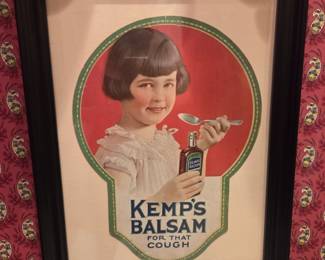 KEMP'S
BALSAM
FOR THAT
COUGH